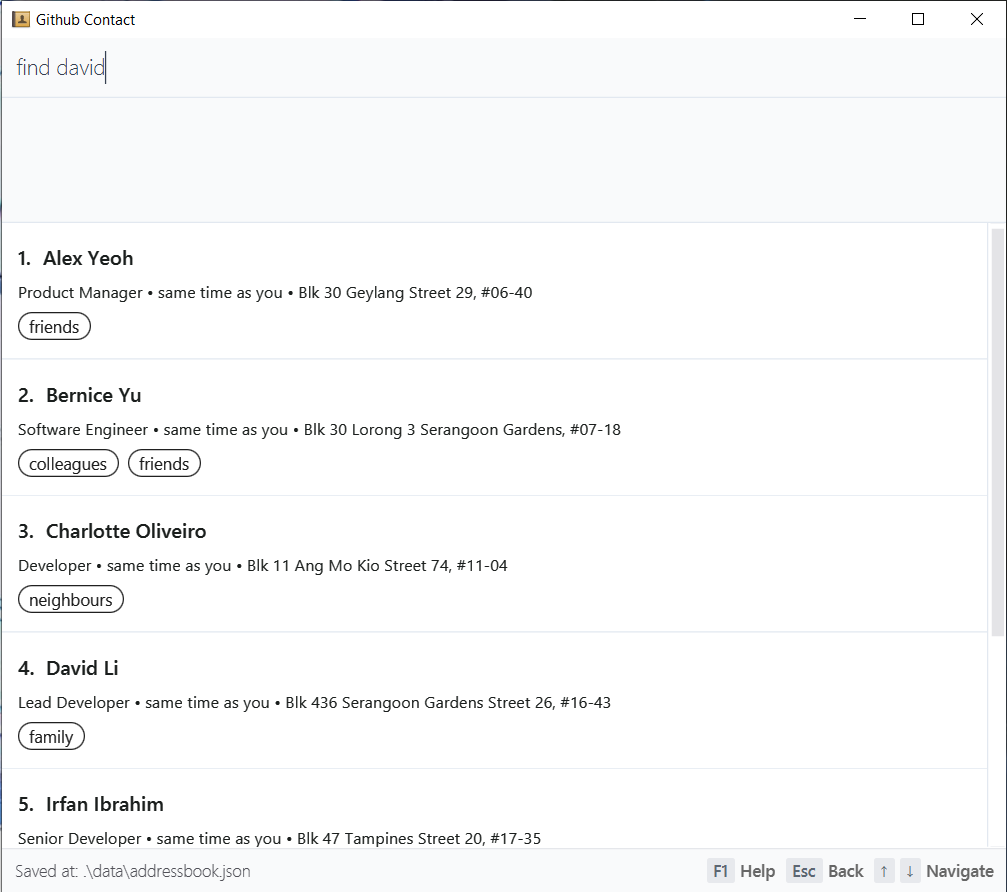 Github Contact
find david
1. Alex Yeoh
Product Manager • same time as you • Blk 30 Geylang Street 29, #06-40
friends
2. Bernice Yu
Software Engineer • same time as you • Blk 30 Lorong 3 Serangoon Gardens, #07-18
colleagues friends
3. Charlotte Oliveiro
Developer • same time as you • Blk 11 Ang Mo Kio Street 74, #11-04
neighbours
4. David Li
Lead Developer • same time as you • Blk 436 Serangoon Gardens Street 26, #16-43
family
5. Irfan Ibrahim
Senior Developer • same time as you • Blk 47 Tampines Street 20, #17-35
Saved at: .\data\addressbook.json F1 Help Esc Back ↑ ↓ Navigate